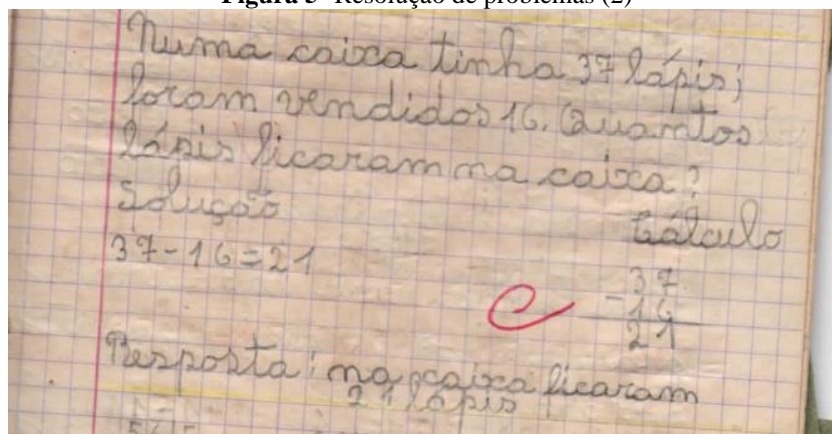 Figura 5- Resolução de problemas (2)
Numa caixa tinha 37 lápis;
foram vendidos 16. Quantos
lápis ficaram na caixa?
Solução
Cálculo
37-16=21
37
-16
21
Resposta: na caixa ficaram
21 lápis